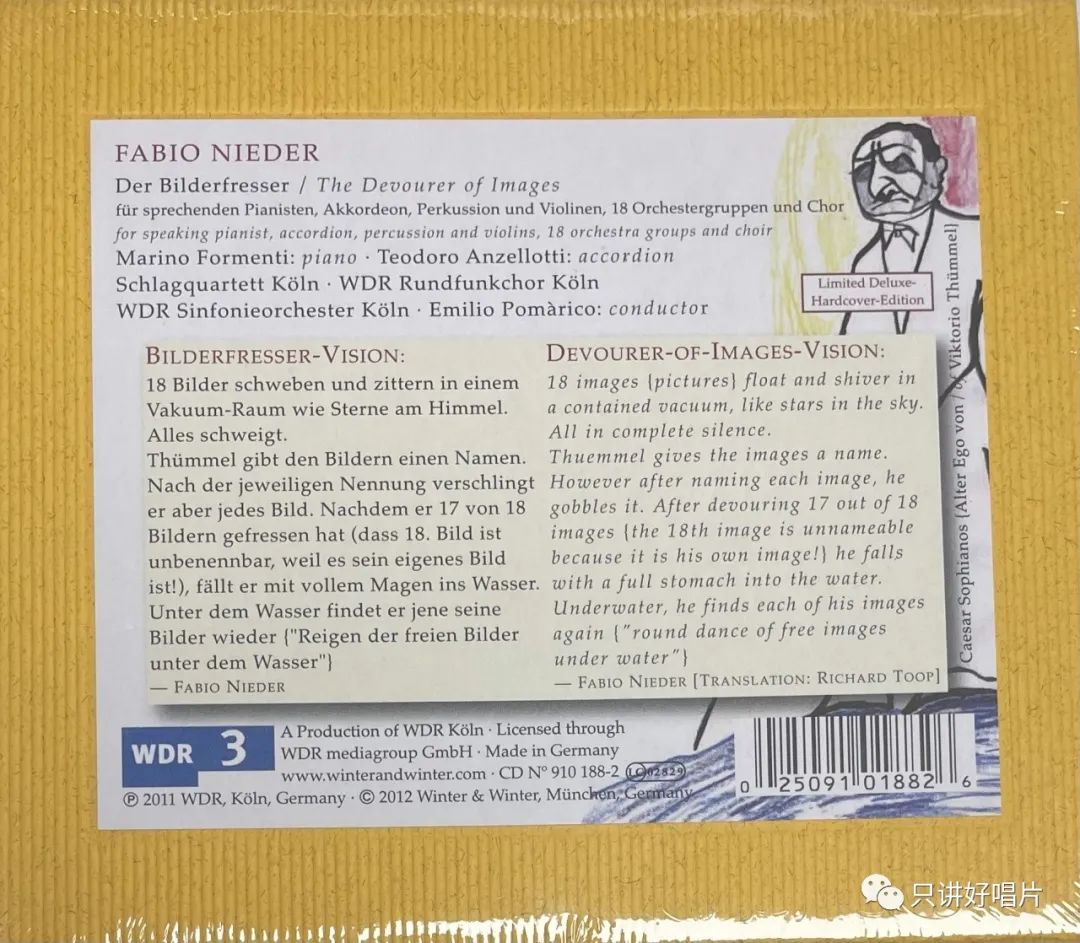 FABIO NIEDER
Der Bilderfresser / The Devourer of Images
für sprechenden Pianisten, Akkordeon, Perkussion und Violinen, 18 Orchestergruppen und Chor
for speaking pianist, accordion, percussion and violins, 18 orchestra groups and choir
Marino Formenti: piano · Teodoro Anzellotti: accordion
Schlagquartett Köln · WDR Rundfunkchor Köln
WDR Sinfonieorchester Köln · Emilio Pomàrico: conductor
Limited Deluxe-
Hardcover-Edition
BILDERFRESSER-VISION:
18 Bilder schweben und zittern in einem
Vakuum-Raum wie Sterne am Himmel.
Alles schweigt.
Thümmel gibt den Bildern einen Namen.
Nach der jeweiligen Nennung verschlingt
er aber jedes Bild. Nachdem er 17 von 18
Bildern gefressen hat (dass 18. Bild ist
unbenennbar, weil es sein eigenes Bild
ist!), fällt er mit vollem Magen ins Wasser.
Unter dem Wasser findet er jene seine
Bilder wieder {"Reigen der freien Bilder
unter dem Wasser"}
— FABIO NIEDER
DEVOURER-OF-IMAGES-VISION:
18 images {pictures} float and shiver in
a contained vacuum, like stars in the sky.
All in complete silence.
Thuemmel gives the images a name.
However after naming each image, he
gobbles it. After devouring 17 out of 18
images {the 18th image is unnameable
because it is his own image!} he falls
with a full stomach into the water.
Underwater, he finds each of his images
again {"round dance of free images
under water"}
— FABIO NIEDER [TRANSLATION: RICHARD TOOP]
Caesar Sophianos {Alter Ego von / of Viktorio Thümmel}
WDR 3
A Production of WDR Köln · Licensed through
WDR mediagroup GmbH · Made in Germany
www.winterandwinter.com · CD Nº 910 188-2 LC 02829
℗ 2011 WDR, Köln, Germany · © 2012 Winter & Winter, München, Germany
0 25091 01882 6
只讲好唱片